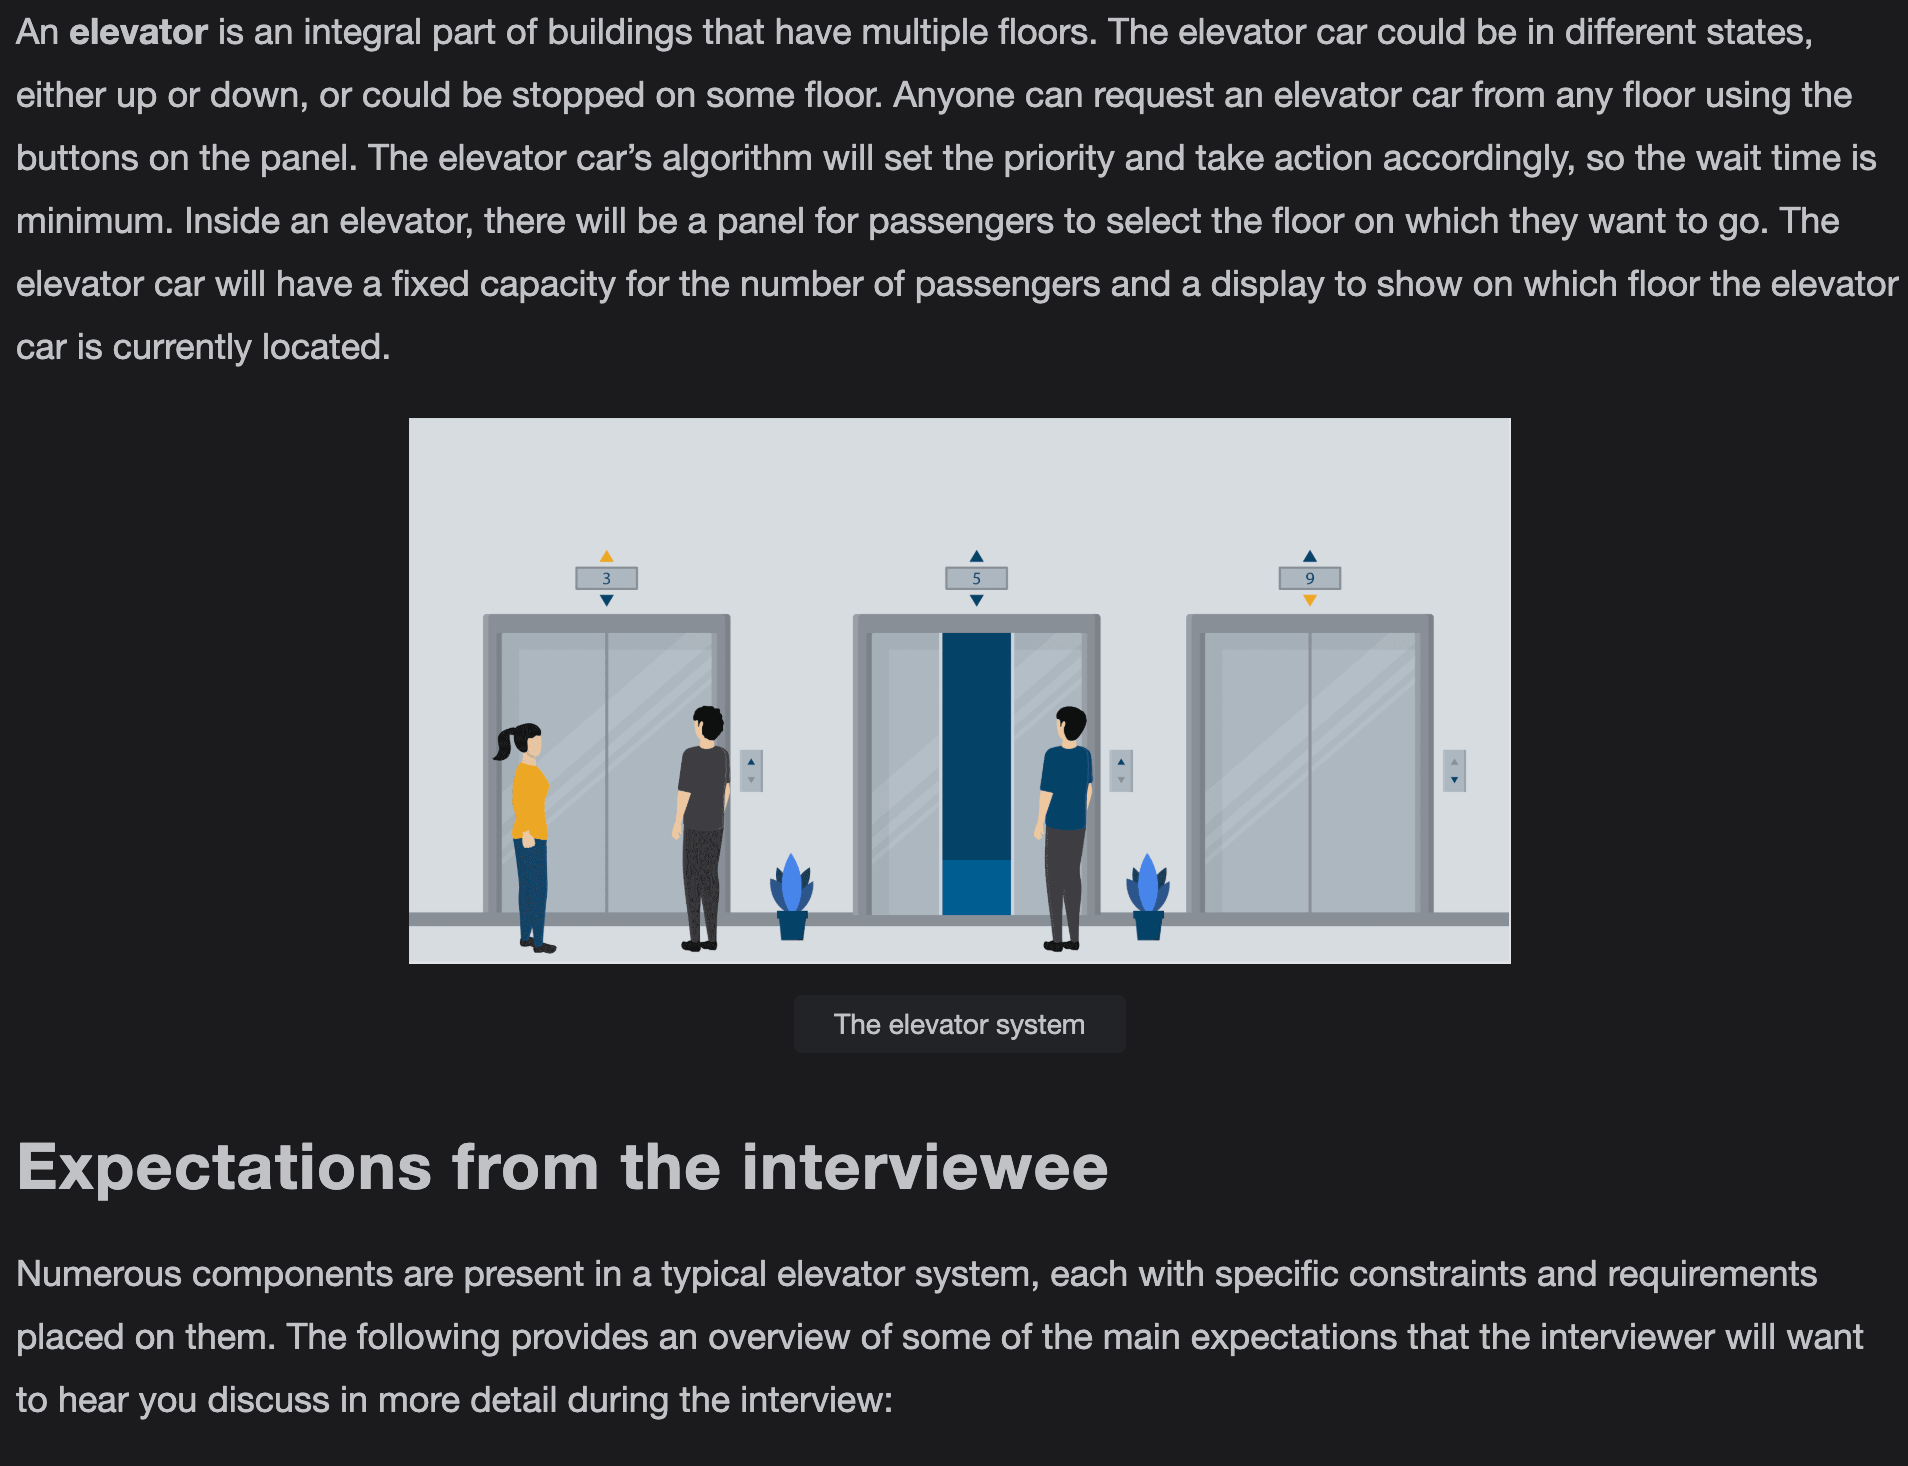 An elevator is an integral part of buildings that have multiple floors. The elevator car could be in different states,
either up or down, or could be stopped on some floor. Anyone can request an elevator car from any floor using the
buttons on the panel. The elevator car’s algorithm will set the priority and take action accordingly, so the wait time is
minimum. Inside an elevator, there will be a panel for passengers to select the floor on which they want to go. The
elevator car will have a fixed capacity for the number of passengers and a display to show on which floor the elevator
car is currently located.
3
5
9
The elevator system
Expectations from the interviewee
Numerous components are present in a typical elevator system, each with specific constraints and requirements
placed on them. The following provides an overview of some of the main expectations that the interviewer will want
to hear you discuss in more detail during the interview: